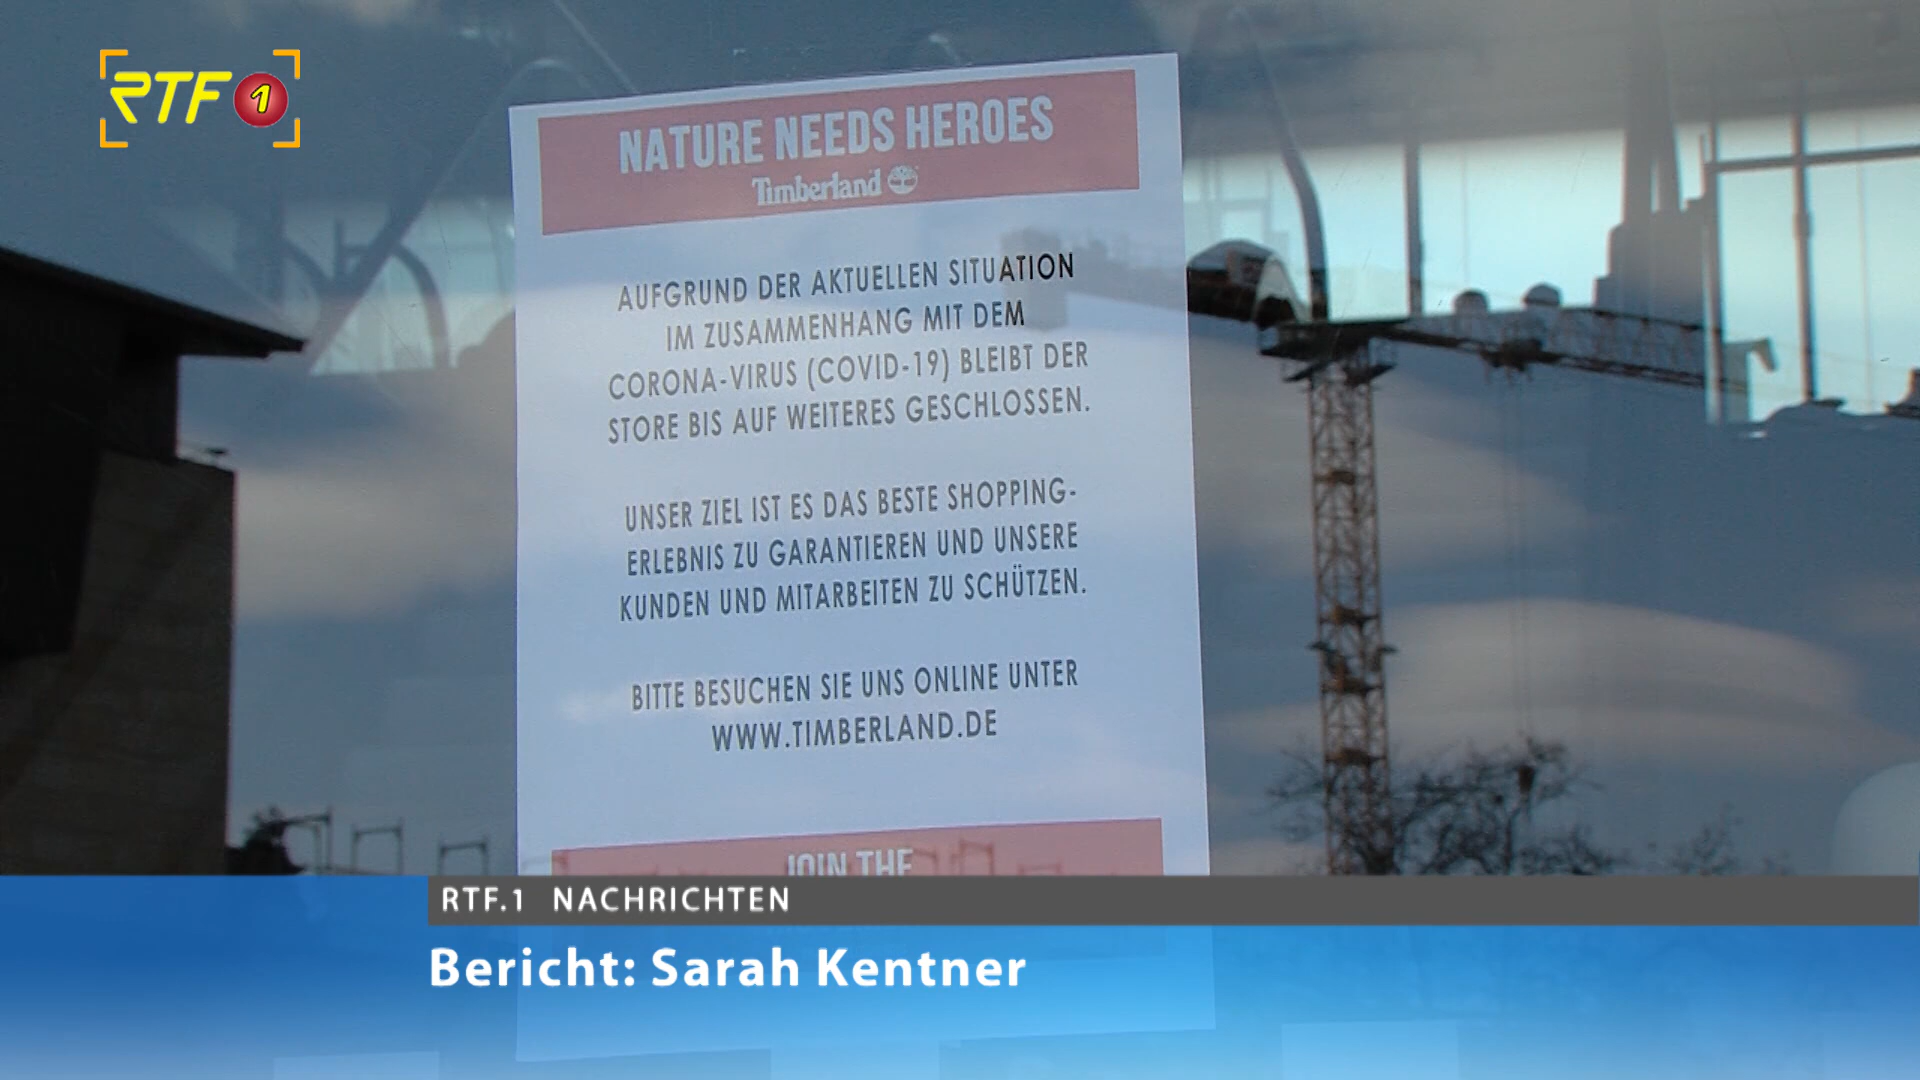 RTF 1
NATURE NEEDS HEROES
Timberland
AUFGRUND DER AKTUELLEN SITUATION
IM ZUSAMMENHANG MIT DEM
CORONA-VIRUS (COVID-19) BLEIBT DER
STORE BIS AUF WEITERES GESCHLOSSEN.
UNSER ZIEL IST ES DAS BESTE SHOPPING-
ERLEBNIS ZU GARANTIEREN UND UNSERE
KUNDEN UND MITARBEITEN ZU SCHÜTZEN.
BITTE BESUCHEN SIE UNS ONLINE UNTER
WWW.TIMBERLAND.DE
JOIN THE
RTF.1 NACHRICHTEN
Bericht: Sarah Kentner